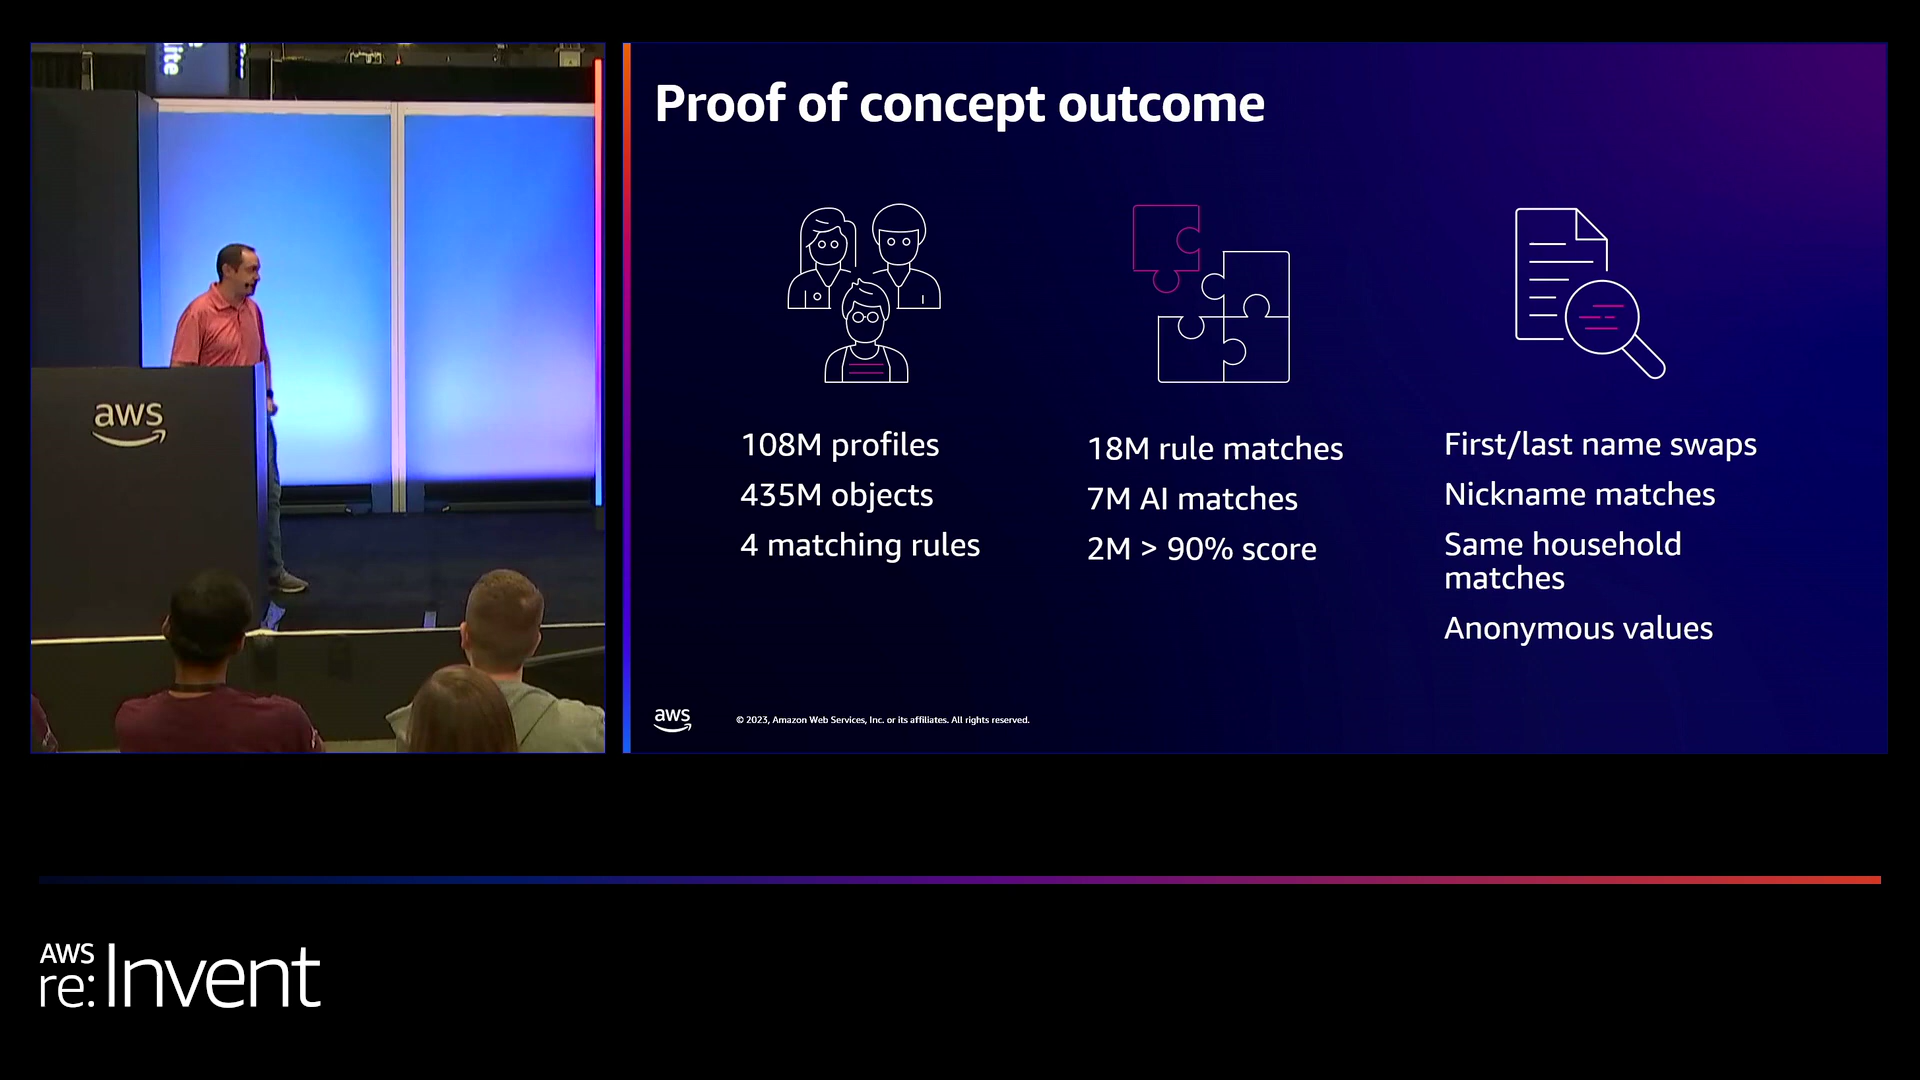 Proof of concept outcome
108M profiles
435M objects
4 matching rules
18M rule matches
7M AI matches
2M > 90% score
First/last name swaps
Nickname matches
Same household
matches
Anonymous values
aws
aws
© 2023, Amazon Web Services, Inc. or its affiliates. All rights reserved.
AWS
re:Invent